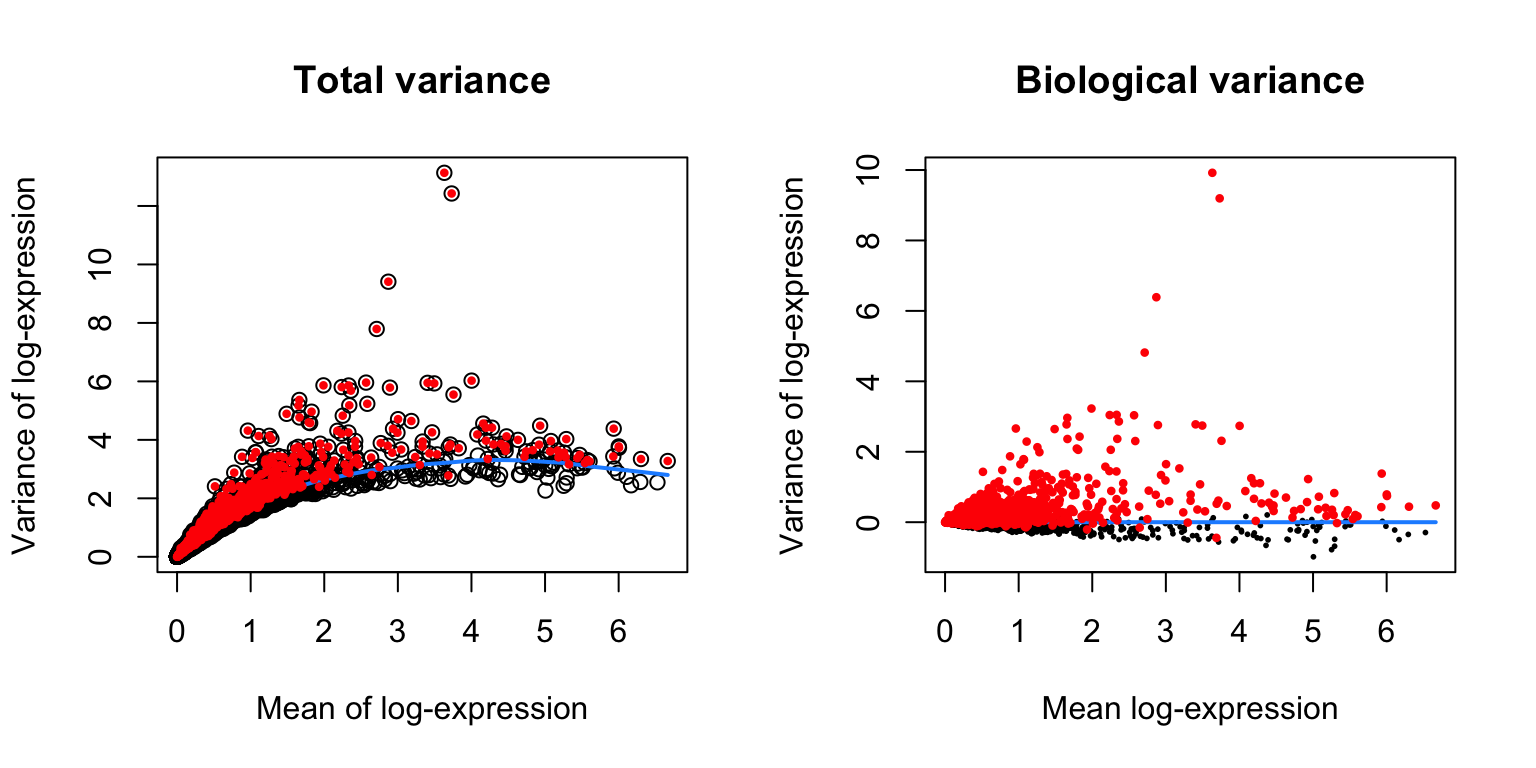 Total variance
Variance of log-expression
0 2 4 6 8 10
0 1 2 3 4 5 6
Mean of log-expression
Biological variance
Variance of log-expression
0 2 4 6 8 10
0 1 2 3 4 5 6
Mean log-expression